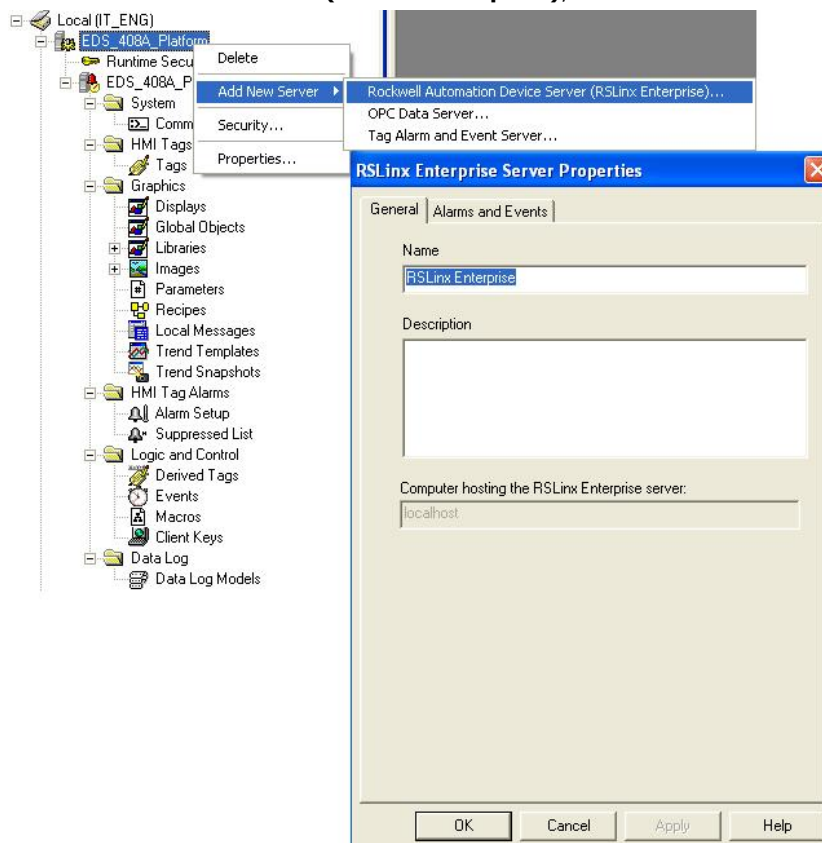 Local (IT_ENG)
EDS_408A_Platform
Runtime Secu
EDS_408A_P
System
Comm
HMI Tags
Tags
Graphics
Displays
Global Objects
Libraries
Images
Parameters
Recipes
Local Messages
Trend Templates
Trend Snapshots
HMI Tag Alarms
Alarm Setup
Suppressed List
Logic and Control
Derived Tags
Events
Macros
Client Keys
Data Log
Data Log Models
Delete
Add New Server
Security...
Properties...
Rockwell Automation Device Server (RSLinx Enterprise)...
OPC Data Server...
Tag Alarm and Event Server...
RSLinx Enterprise Server Properties
General Alarms and Events
Name
RSLinx Enterprise
Description
Computer hosting the RSLinx Enterprise server:
localhost
OK Cancel Apply Help